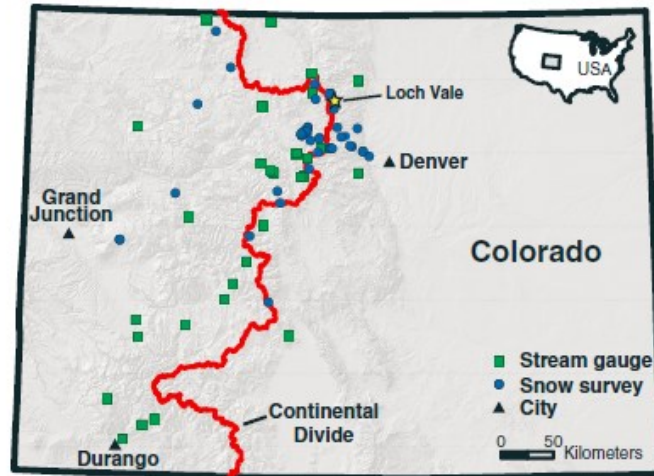 USA
Loch Vale
Denver
Grand
Junction
Colorado
Stream gauge
Snow survey
City
Continental
Divide
0 50 Kilometers
Durango